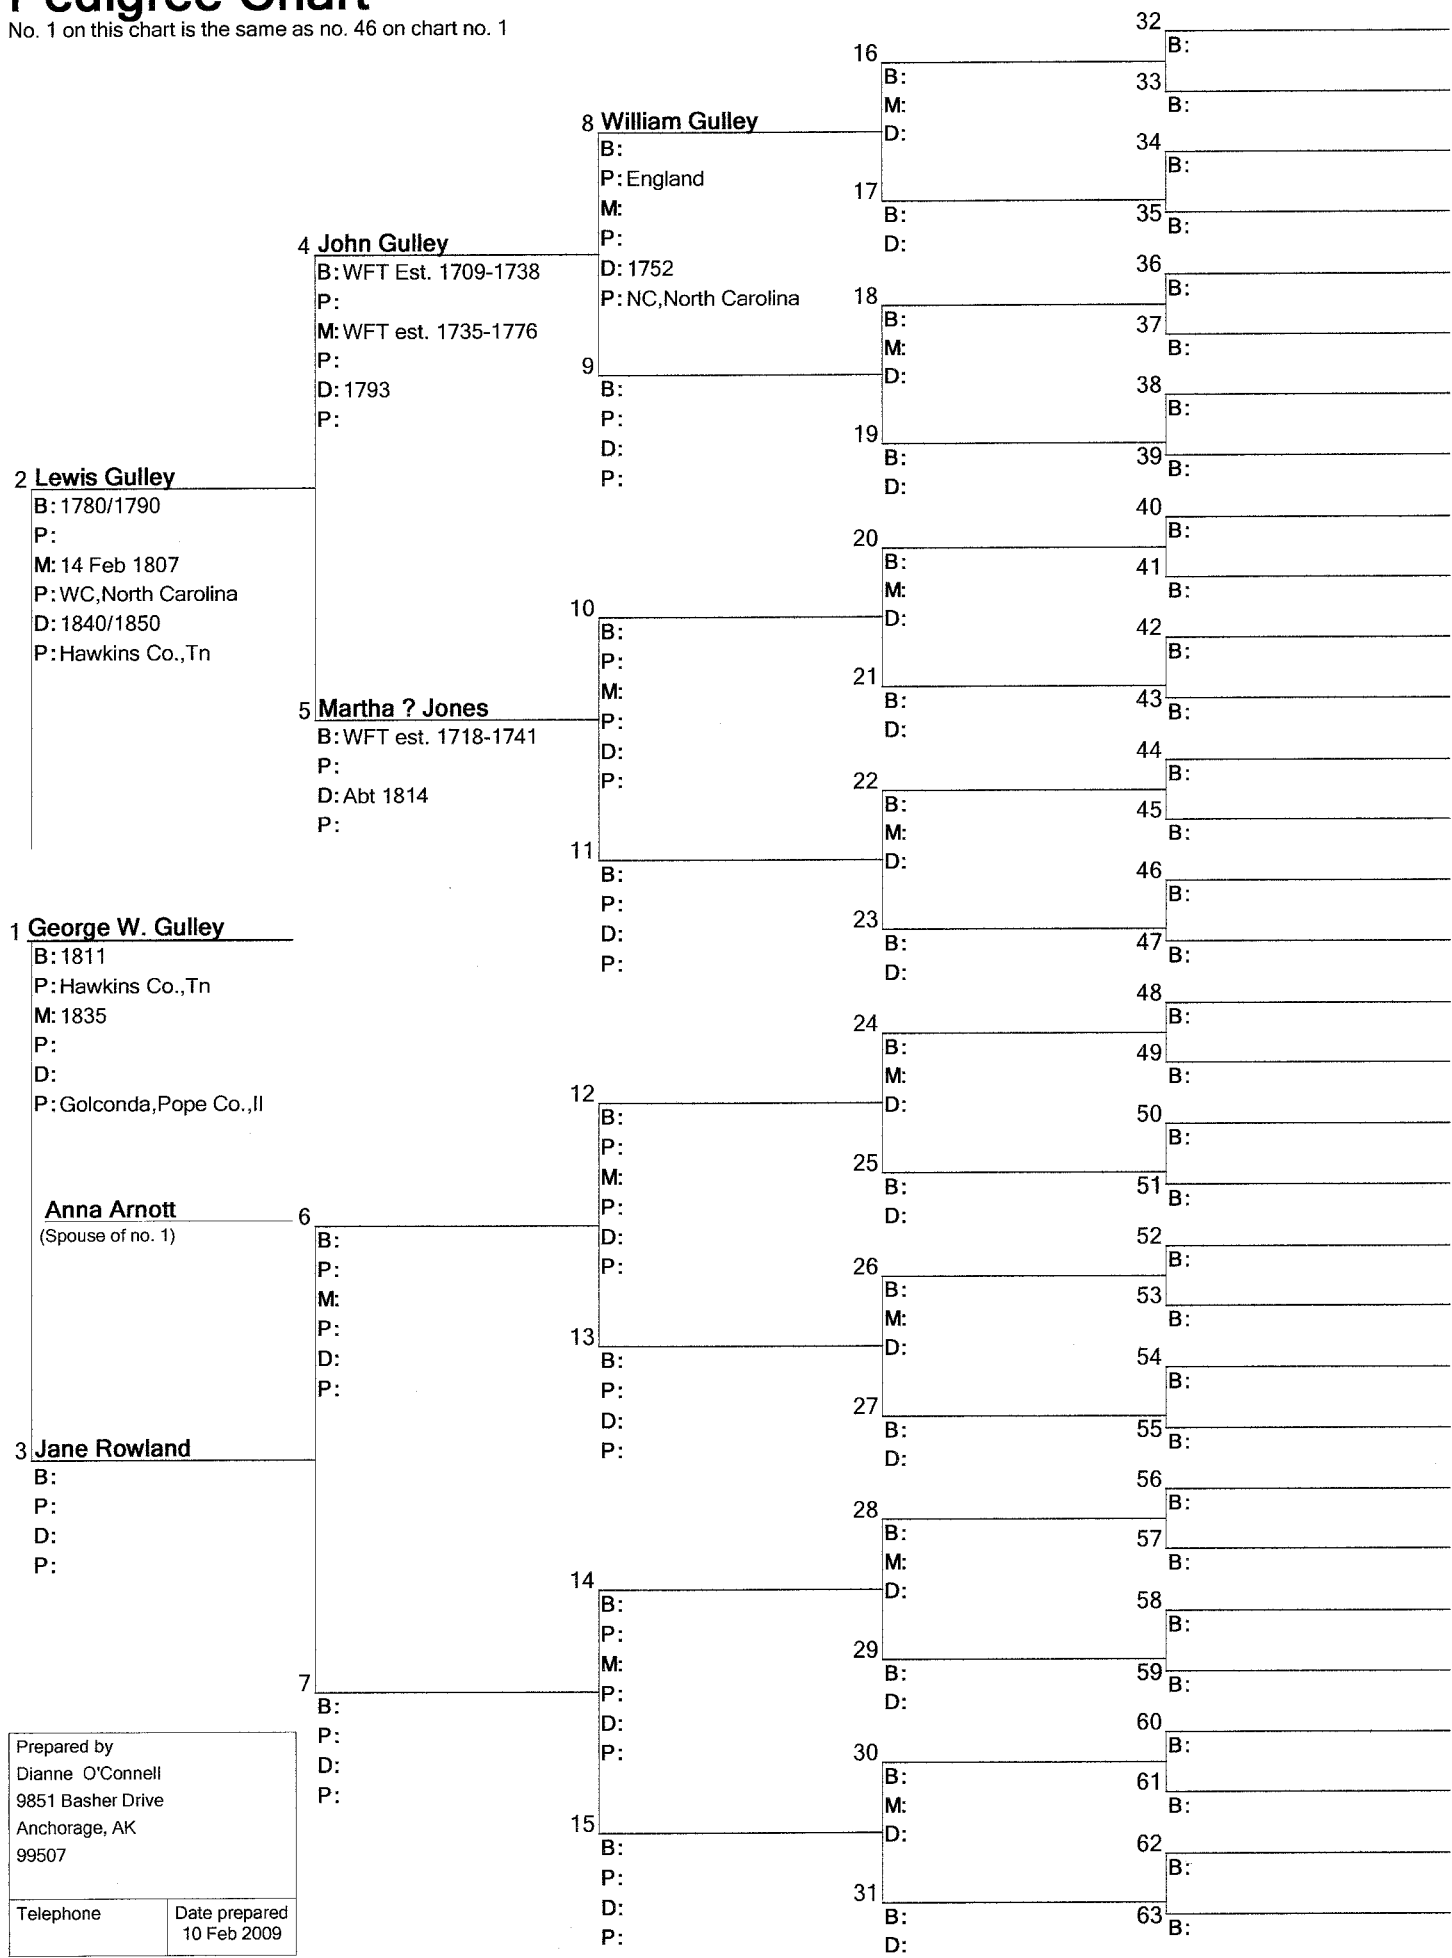 Pedigree Chart
No. 1 on this chart is the same as no. 46 on chart no. 1
2 Lewis Gulley
B: 1780/1790
P:
M: 14 Feb 1807
P: WC,North Carolina
D: 1840/1850
P: Hawkins Co.,Tn
1 George W. Gulley
B: 1811
P: Hawkins Co.,Tn
M: 1835
P:
D:
P: Golconda,Pope Co.,Il
Anna Arnott
(Spouse of no. 1)
3 Jane Rowland
B:
P:
D:
P:
Prepared by
Dianne O'Connell
9851 Basher Drive
Anchorage, AK
99507
Telephone
Date prepared
10 Feb 2009
4 John Gulley
B: WFT Est. 1709-1738
P:
M: WFT est. 1735-1776
P:
D: 1793
P:
5 Martha ? Jones
B: WFT est. 1718-1741
P:
D: Abt 1814
P:
6
B:
P:
M:
P:
D:
P:
7
B:
P:
D:
P:
8 William Gulley
B:
P: England
M:
P:
D: 1752
P: NC,North Carolina
9
B:
P:
D:
P:
10
B:
P:
M:
P:
D:
P:
11
B:
P:
D:
P:
12
B:
P:
M:
P:
D:
P:
13
B:
P:
D:
P:
14
B:
P:
M:
P:
D:
P:
15
B:
P:
D:
P:
16
B:
M:
D:
17
B:
D:
18
B:
M:
D:
19
B:
D:
20
B:
M:
D:
21
B:
D:
22
B:
M:
D:
23
B:
D:
24
B:
M:
D:
25
B:
D:
26
B:
M:
D:
27
B:
D:
28
B:
M:
D:
29
B:
D:
30
B:
M:
D:
31
B:
D:
32
B:
33
B:
34
B:
35
B:
36
B:
37
B:
38
B:
39
B:
40
B:
41
B:
42
B:
43
B:
44
B:
45
B:
46
B:
47
B:
48
B:
49
B:
50
B:
51
B:
52
B:
53
B:
54
B:
55
B:
56
B:
57
B:
58
B:
59
B:
60
B:
61
B:
62
B:
63
B: